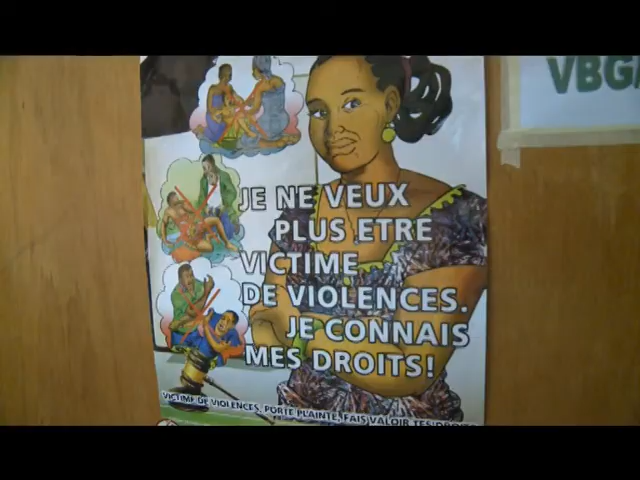 VBG
JE NE VEUX
PLUS ETRE
VICTIME
DE VIOLENCES.
JE CONNAIS
MES DROITS!
VICTIME DE VIOLENCES, PORTE PLAINTE, FAIS VALOIR TES DROITS